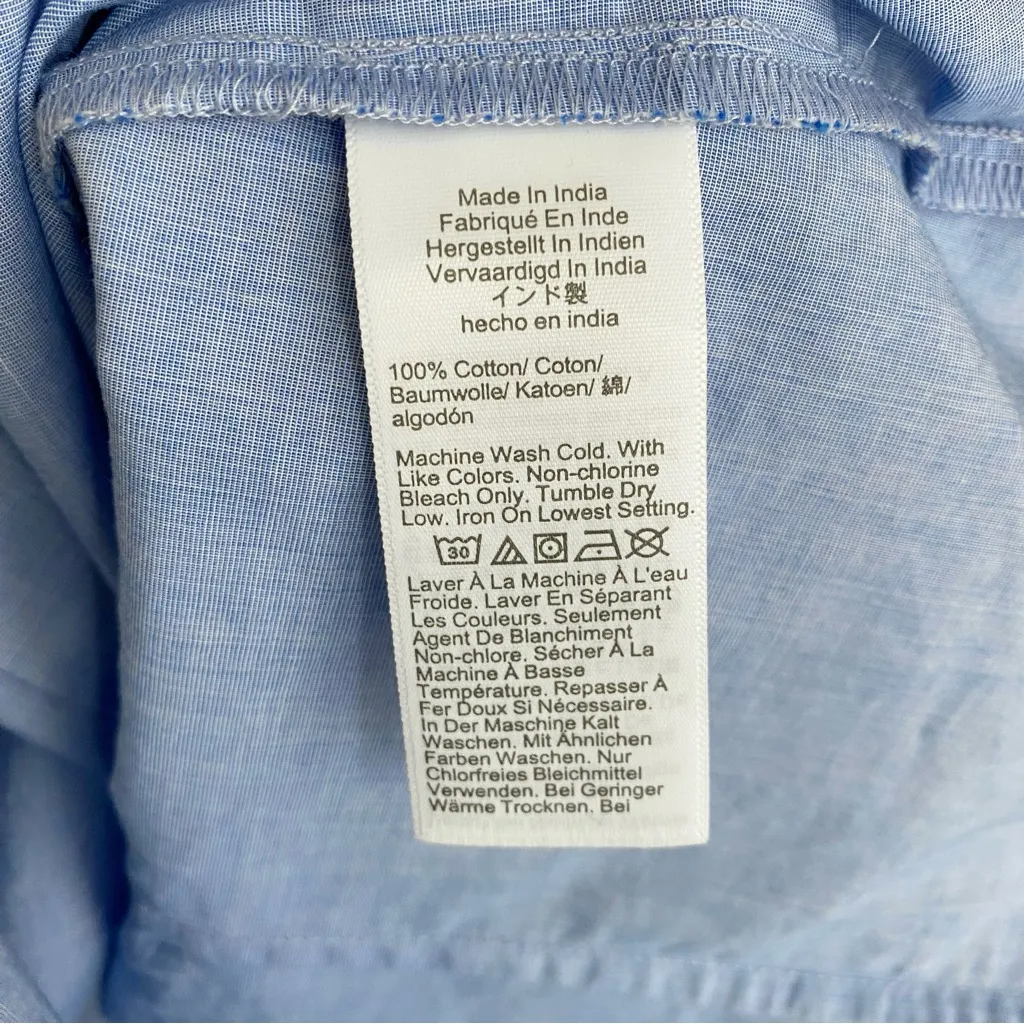 Made In India
Fabriqué En Inde
Hergestellt In Indien
Vervaardigd In India
インド製
hecho en india
100% Cotton/ Coton/
Baumwolle/ Katoen/ 綿/
algodón
Machine Wash Cold. With
Like Colors. Non-chlorine
Bleach Only. Tumble Dry
Low. Iron On Lowest Setting.
30
Laver À La Machine À L'eau
Froide. Laver En Séparant
Les Couleurs. Seulement
Agent De Blanchiment
Non-chlore. Sécher À La
Machine À Basse
Température. Repasser À
Fer Doux Si Nécessaire.
In Der Maschine Kalt
Waschen. Mit Ähnlichen
Farben Waschen. Nur
Chlorfreies Bleichmittel
Verwenden. Bei Geringer
Wärme Trocknen. Bei